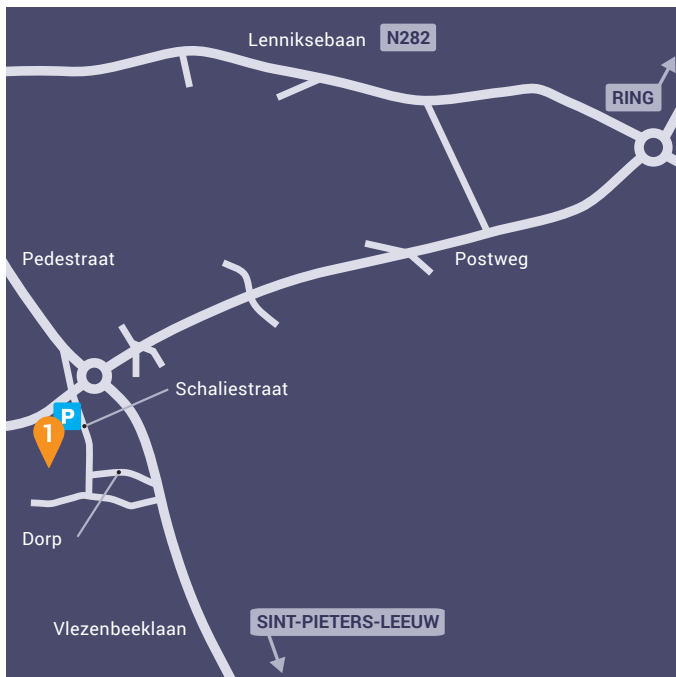 Lenniksebaan N282
RING
Pedestraat
Postweg
Schaliestraat
P
1
Dorp
Vlezenbeeklaan
SINT-PIETERS-LEEUW